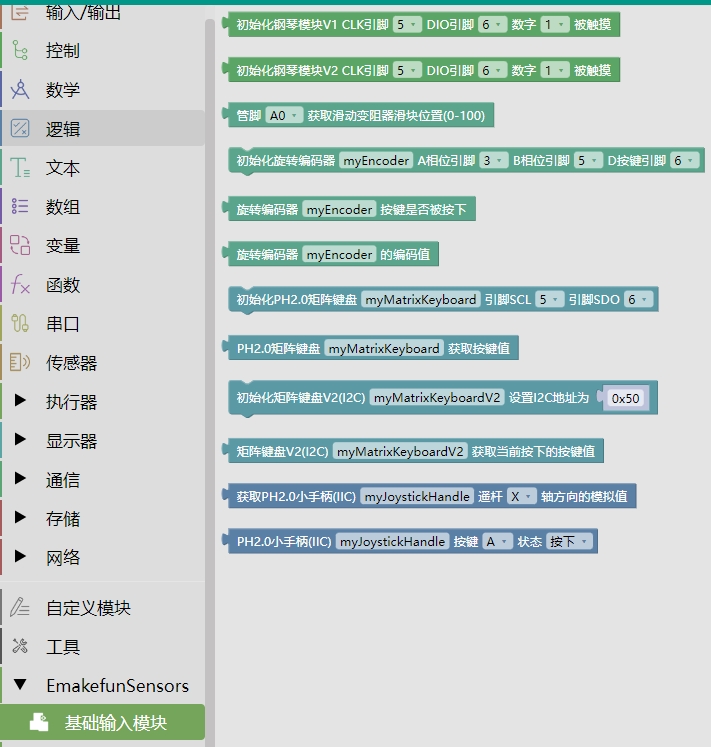 输入/输出
控制
数学
逻辑
文本
数组
变量
函数
串口
传感器
执行器
显示器
通信
存储
网络
自定义模块
工具
EmakefunSensors
基础输入模块
初始化钢琴模块V1 CLK引脚 5 DIO引脚 6 数字 1 被触摸
初始化钢琴模块V2 CLK引脚 5 DIO引脚 6 数字 1 被触摸
管脚 A0 获取滑动变阻器滑块位置(0-100)
初始化旋转编码器 myEncoder A相位引脚 3 B相位引脚 5 D按键引脚 6
旋转编码器 myEncoder 按键是否被按下
旋转编码器 myEncoder 的编码值
初始化PH2.0矩阵键盘 myMatrixKeyboard 引脚SCL 5 引脚SDO 6
PH2.0矩阵键盘 myMatrixKeyboard 获取按键值
初始化矩阵键盘V2(I2C) myMatrixKeyboardV2 设置I2C地址为 0x50
矩阵键盘V2(I2C) myMatrixKeyboardV2 获取当前按下的按键值
获取PH2.0小手柄(IIC) myJoystickHandle 遥杆 X 轴方向的模拟值
PH2.0小手柄(IIC) myJoystickHandle 按键 A 状态 按下